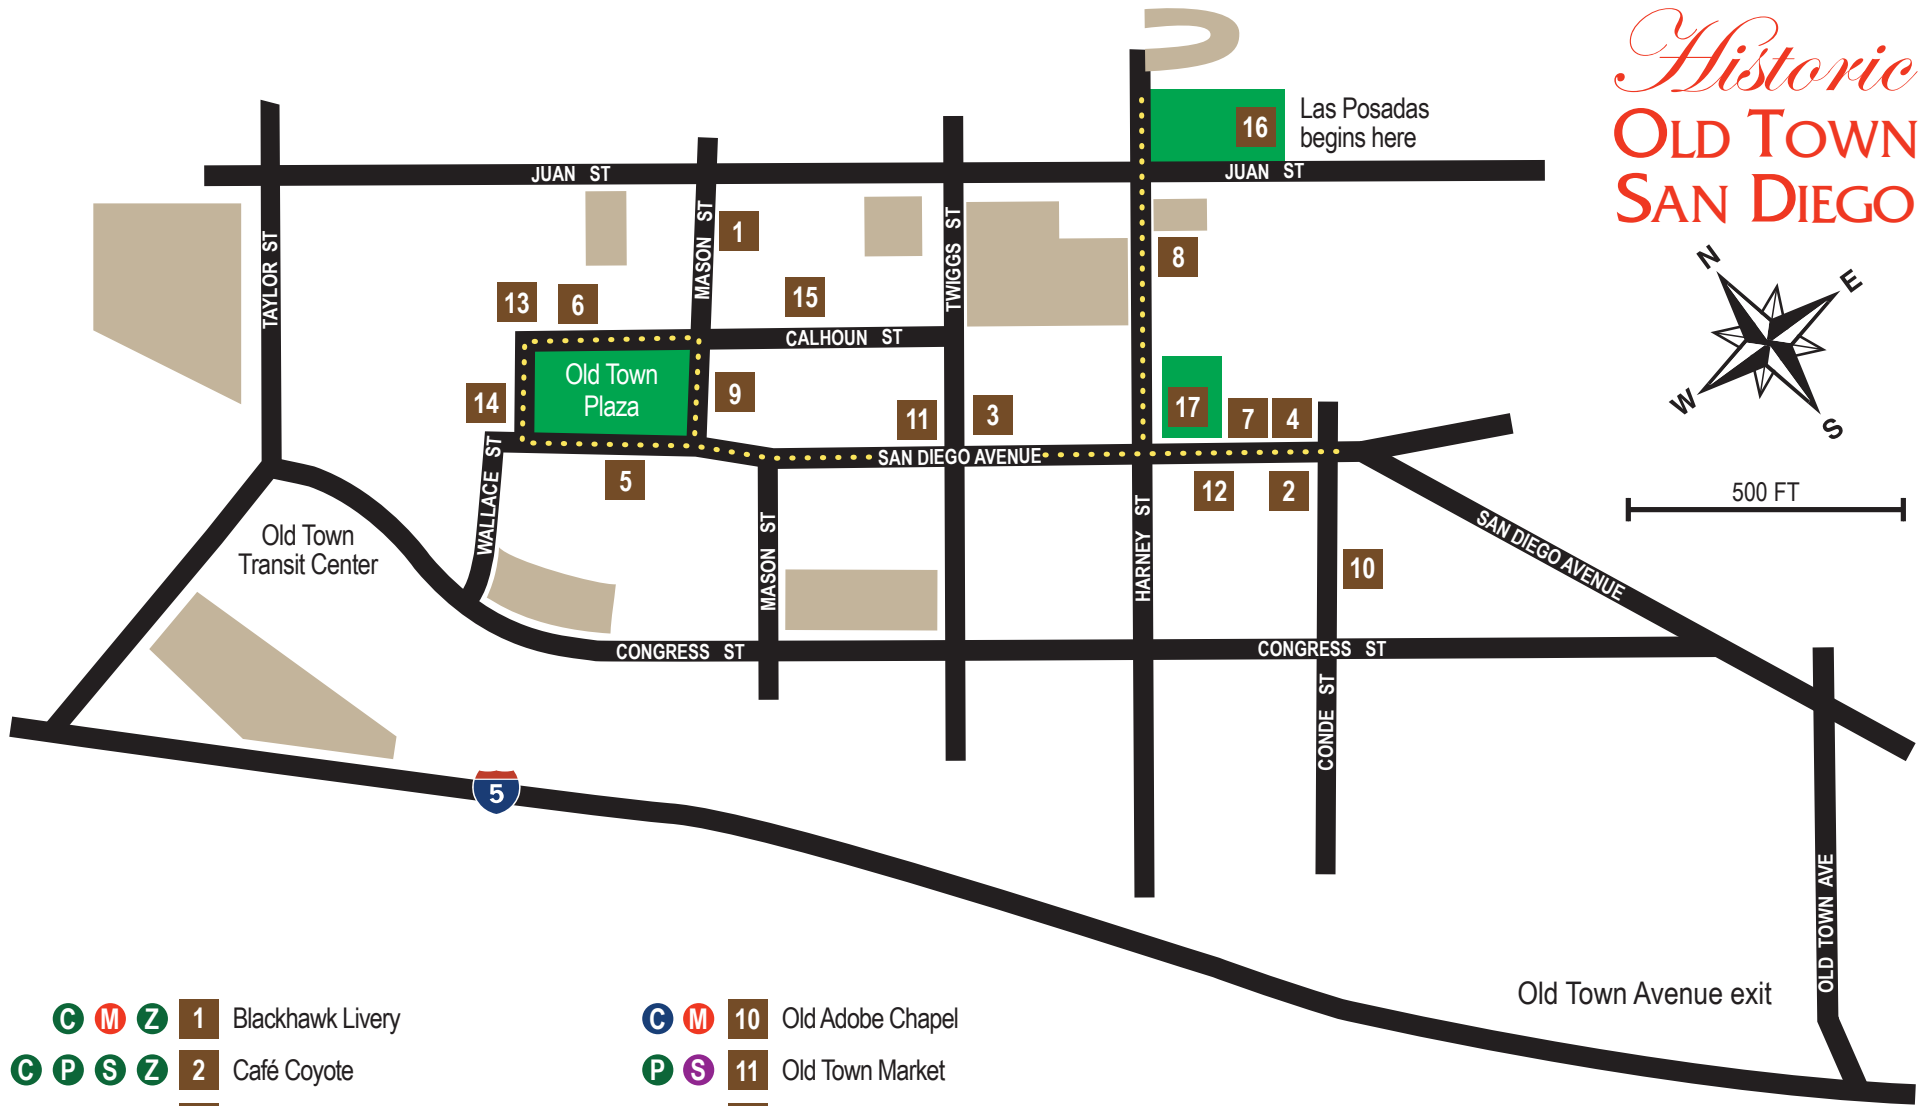 Historic
OLD TOWN
SAN DIEGO
16
Las Posadas
begins here
JUAN ST
JUAN ST
TAYLOR ST
MASON ST
1
TWIGGS ST
8
N
E
W
S
13
6
15
CALHOUN ST
Old Town
Plaza
14
9
11
3
17
7
4
SAN DIEGO AVENUE
5
12
2
WALLACE ST
MASON ST
HARNEY ST
10
SAN DIEGO AVENUE
500 FT
Old Town
Transit Center
CONGRESS ST
CONGRESS ST
CONDE ST
5
OLD TOWN AVE
Old Town Avenue exit
C M Z 1 Blackhawk Livery
C P S Z 2 Café Coyote
C M 10 Old Adobe Chapel
P S 11 Old Town Market